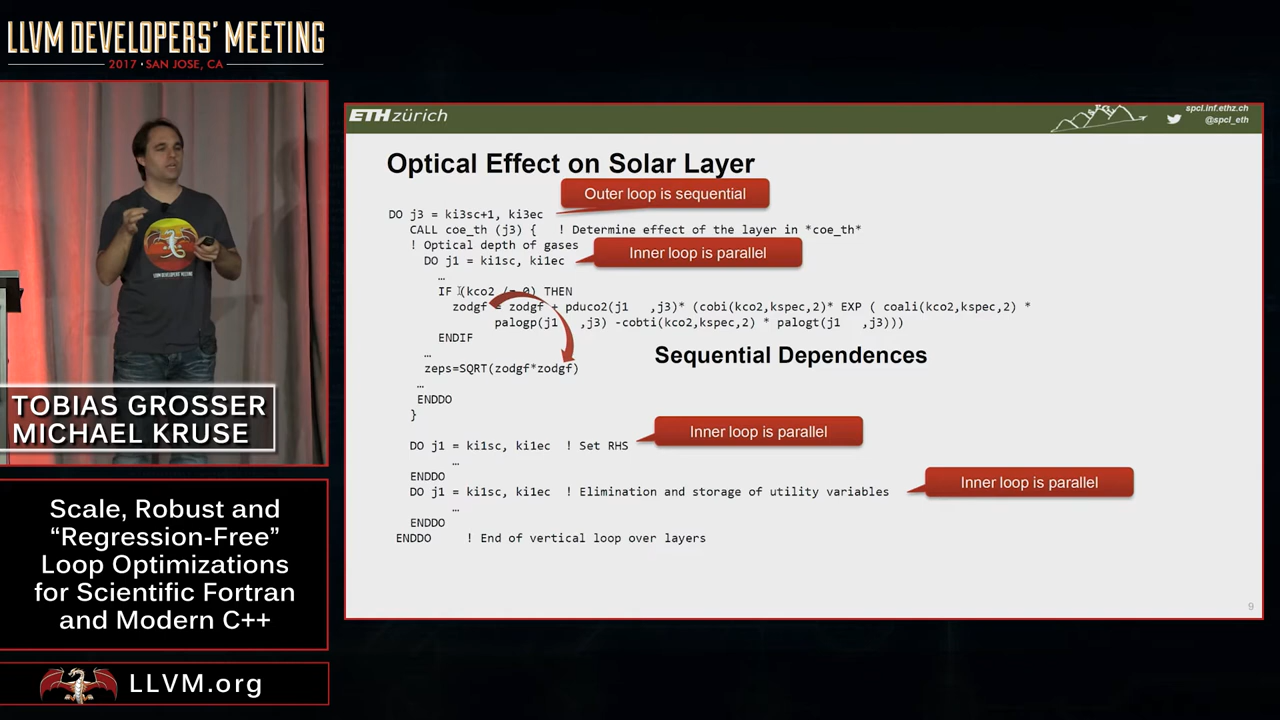 LLVM DEVELOPERS' MEETING
2017 · SAN JOSE, CA
TOBIAS GROSSER
MICHAEL KRUSE
Scale, Robust and
“Regression-Free”
Loop Optimizations
for Scientific Fortran
and Modern C++
LLVM.org
ETH zürich
spcl.inf.ethz.ch
@spcl_eth
Optical Effect on Solar Layer
Outer loop is sequential
DO j3 = ki3sc+1, ki3ec
CALL coe_th (j3) { ! Determine effect of the layer in *coe_th*
! Optical depth of gases
Inner loop is parallel
DO j1 = ki1sc, ki1ec
…
IF (kco2 /= 0) THEN
zodgf = zodgf + pduco2(j1 ,j3)* (cobi(kco2,kspec,2)* EXP ( coali(kco2,kspec,2) *
palogp(j1 ,j3) -cobti(kco2,kspec,2) * palogt(j1 ,j3)))
ENDIF
…
Sequential Dependences
zeps=SQRT(zodgf*zodgf)
…
ENDDO
}
Inner loop is parallel
DO j1 = ki1sc, ki1ec ! Set RHS
…
ENDDO
Inner loop is parallel
DO j1 = ki1sc, ki1ec ! Elimination and storage of utility variables
…
ENDDO
ENDDO ! End of vertical loop over layers
9